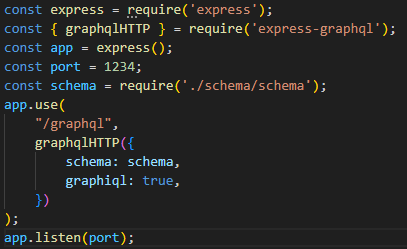 const express = require('express');
const { graphqlHTTP } = require('express-graphql');
const app = express();
const port = 1234;
const schema = require('./schema/schema');
app.use(
    "/graphql",
    graphqlHTTP({
        schema: schema,
        graphiql: true,
    })
);
app.listen(port);